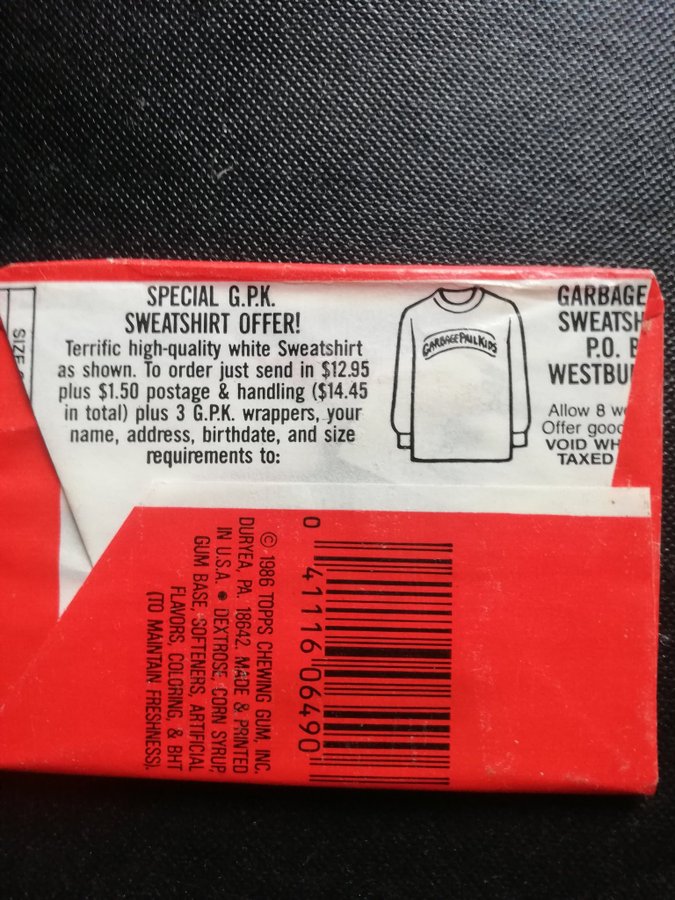 SPECIAL G.P.K.
SWEATSHIRT OFFER!
Terrific high-quality white Sweatshirt
as shown. To order just send in $12.95
plus $1.50 postage & handling ($14.45
in total) plus 3 G.P.K. wrappers, your
name, address, birthdate, and size
requirements to:
GARBAGE PAIL KIDS
GARBAGE
P.O.
Allow 8
Offer good
VOID
TAXED
SIZE
© 1986 TOPPS CHEWING GUM, INC.
DURYEA, PA. 18642. MADE & PRINTED
IN U.S.A. ● DEXTROSE, CORN SYRUP,
GUM BASE, SOFTENERS, ARTIFICIAL
FLAVORS, COLORING, & BHT
(TO MAINTAIN FRESHNESS).
0 41116 06490